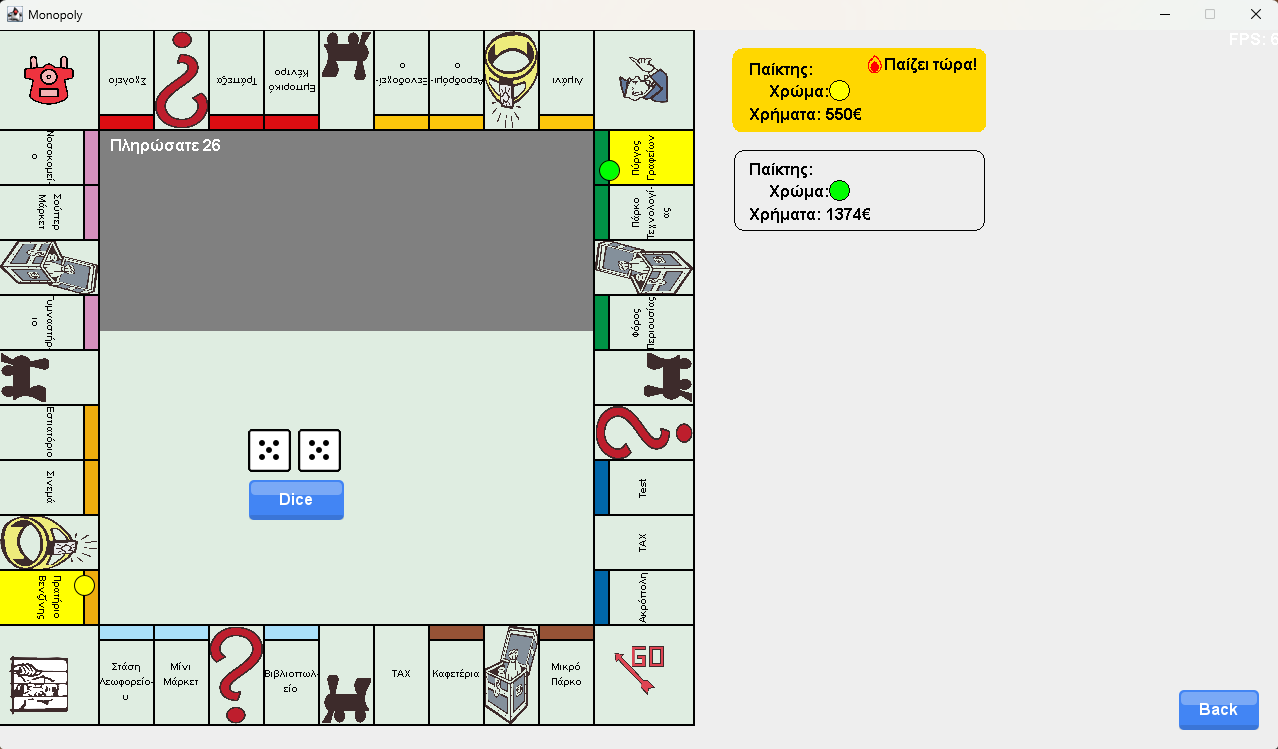 Monopoly
FPS: 6
Σχολείο
Τράπεζα
Εμπορικό
Κέντρο
Ξενοδοχεί-
ο
Αεροδρόμι-
ο
Λιμάνι
Παίκτης:
Παίζει τώρα!
Χρώμα:
Χρήματα: 550€
Παίκτης:
Χρώμα:
Χρήματα: 1374€
Πληρώσατε 26
Νοσοκομεί-
ο
Σούπερ
Μάρκετ
Γυμναστήρ-
ιο
Εστιατόριο
Σινεμά
Πρατήριο
Βενζίνης
Πύργος
Γραφείων
Πάρκο
Τεχνολογί-
ας
Φόρος
Περιουσίας
Test
TAX
Ακρόπολη
Dice
Στάση
Λεωφορείο-
υ
Μίνι
Μάρκετ
Βιβλιοπωλ-
είο
TAX
Καφετέρια
Μικρό
Πάρκο
GO
Back